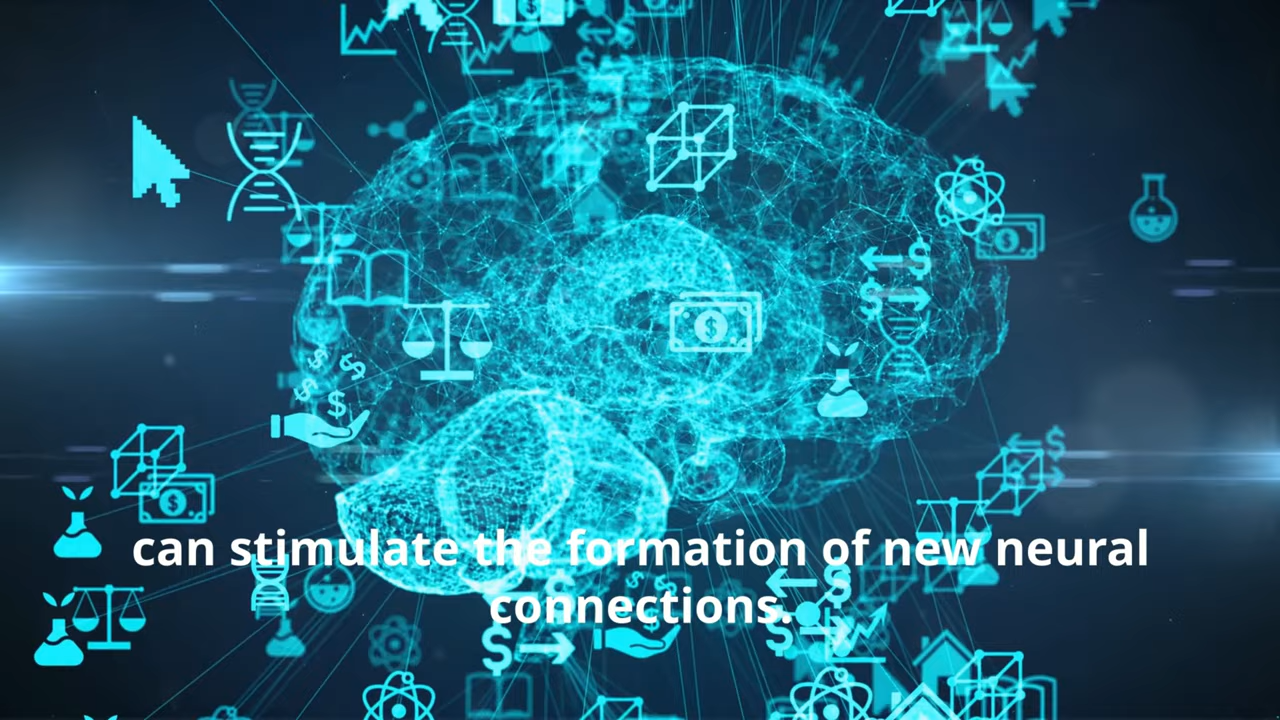 can stimulate the formation of new neural
connections.